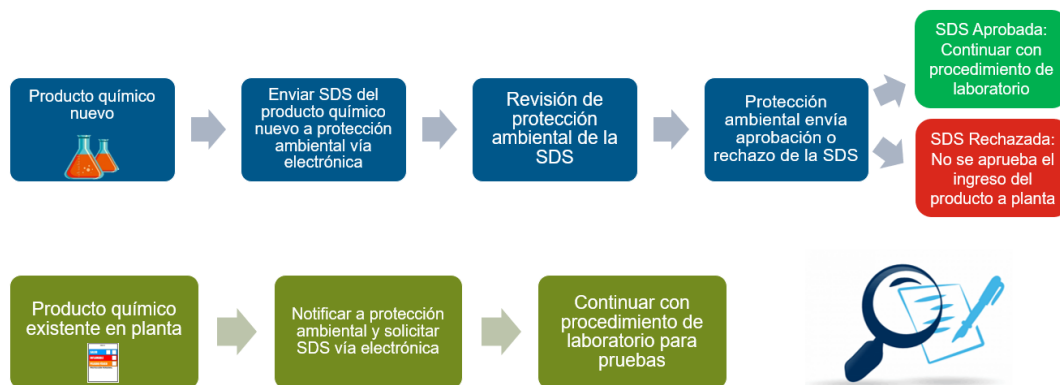 Producto químico
nuevo
Enviar SDS del
producto químico
nuevo a protección
ambiental vía
electrónica
Revisión de
protección
ambiental de la
SDS
Protección
ambiental envía
aprobación o
rechazo de la SDS
SDS Aprobada:
Continuar con
procedimiento de
laboratorio
SDS Rechazada:
No se aprueba el
ingreso del
producto a planta
Producto químico
existente en planta
Notificar a protección
ambiental y solicitar
SDS vía electrónica
Continuar con
procedimiento de
laboratorio para
pruebas